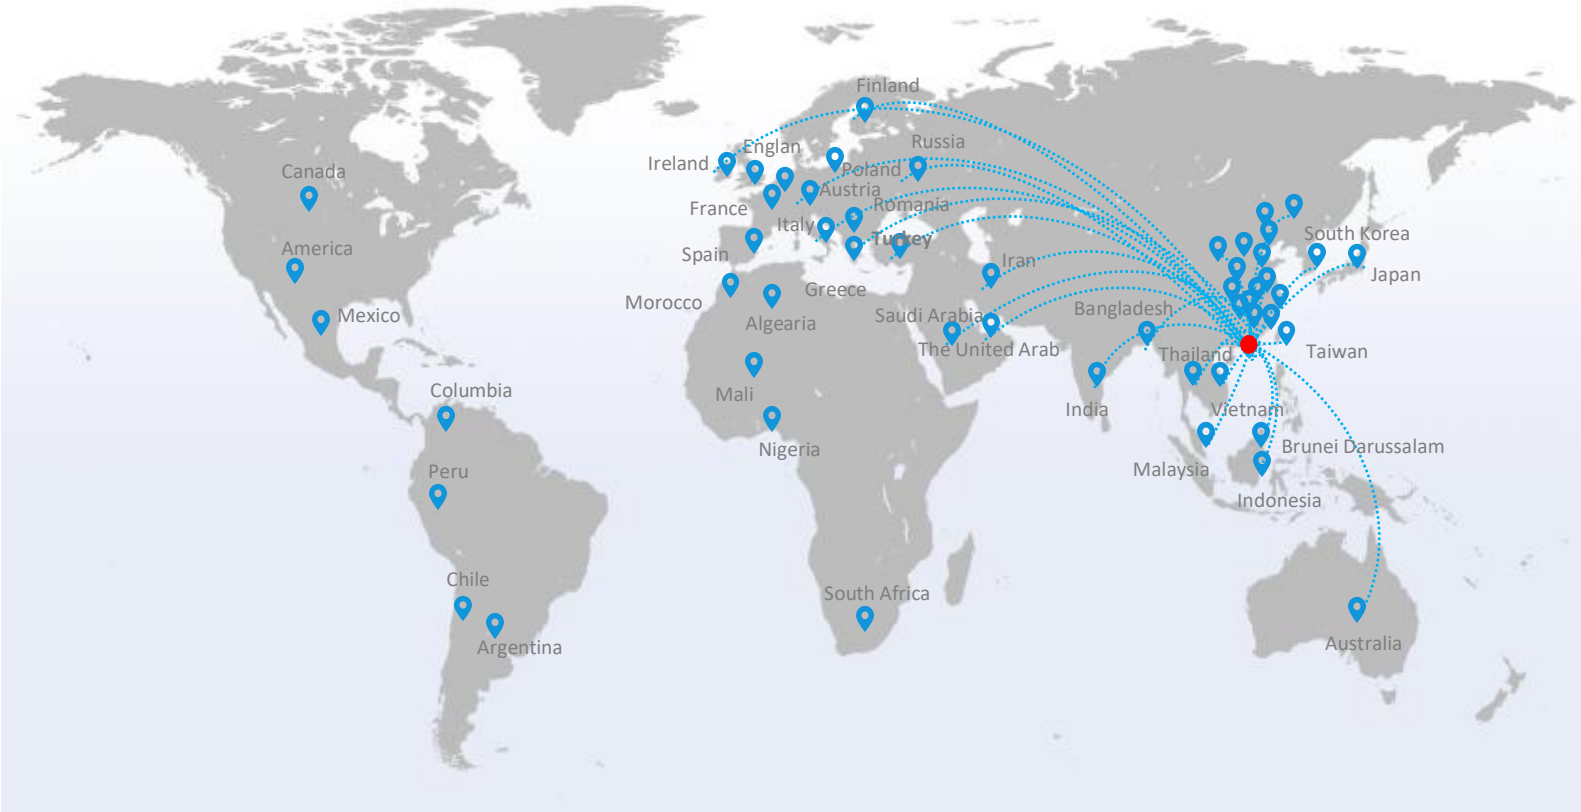 Finland
Englan
Russia
Ireland
Poland
Canada
Austria
France
Romania
Italy
South Korea
Turkey
America
Spain
Iran
Japan
Greece
Morocco
Bangladesh
Mexico
Saudi Arabia
Algearia
The United Arab
Thailand
Taiwan
Columbia
Mali
India
Vietnam
Nigeria
Brunei Darussalam
Peru
Malaysia
Indonesia
Chile
South Africa
Argentina
Australia